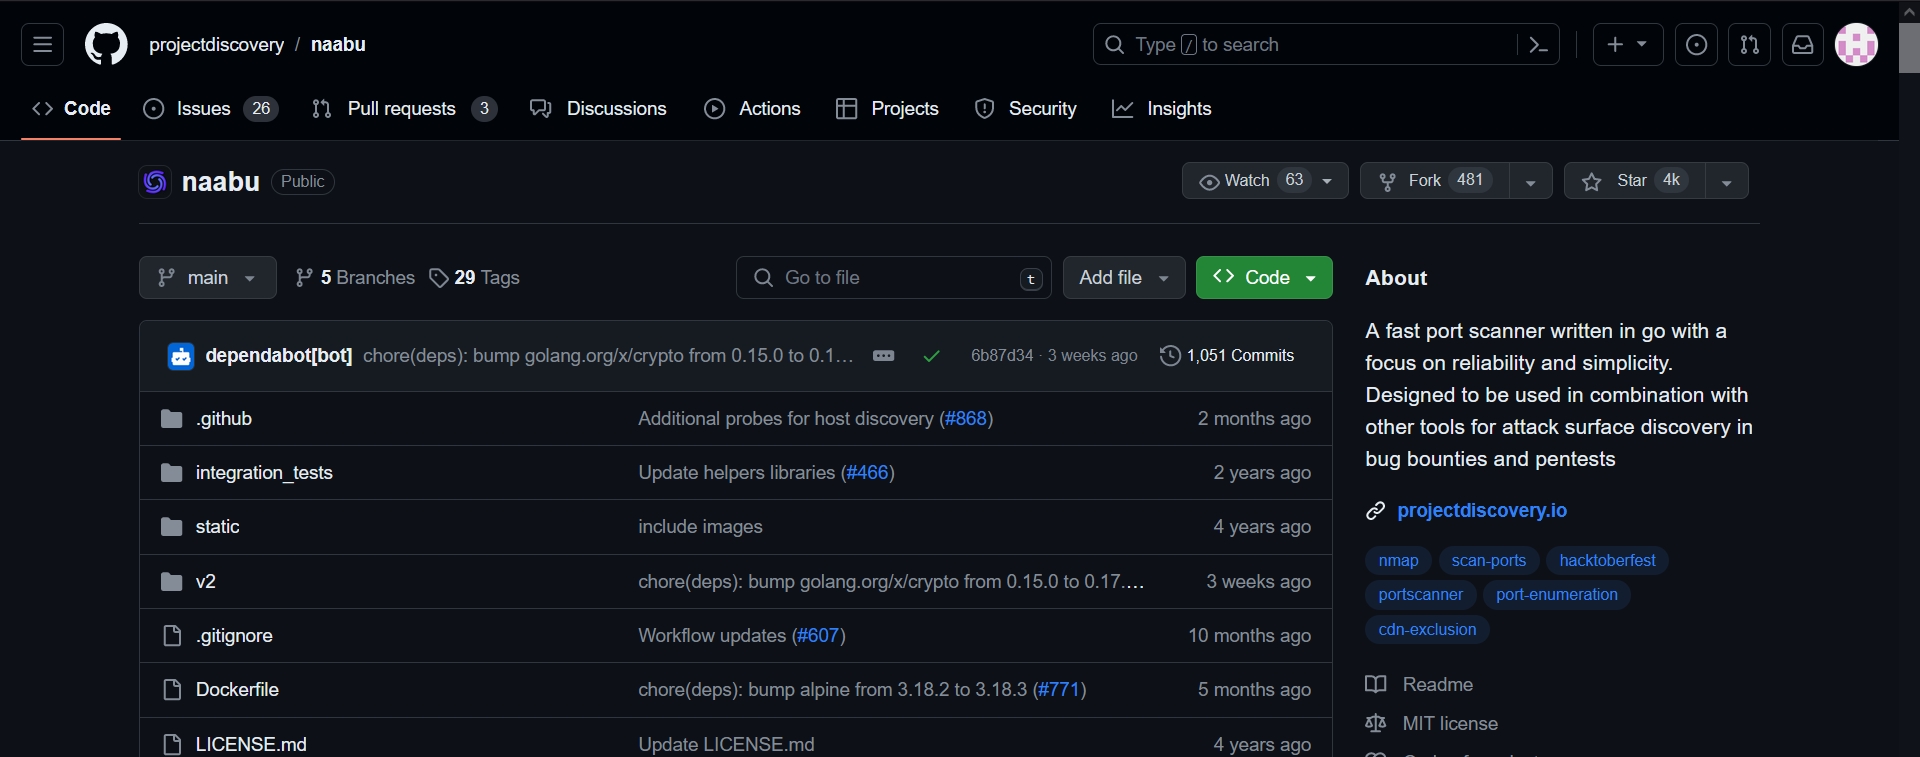 projectdiscovery / naabu
Type / to search
Code
Issues 26
Pull requests 3
Discussions
Actions
Projects
Security
Insights
naabu Public
Watch 63
Fork 481
Star 4k
main
5 Branches
29 Tags
Go to file t
Add file
Code
dependabot[bot] chore(deps): bump golang.org/x/crypto from 0.15.0 to 0.1... 6b87d34 · 3 weeks ago 1,051 Commits
.github Additional probes for host discovery (#868) 2 months ago
integration_tests Update helpers libraries (#466) 2 years ago
static include images 4 years ago
v2 chore(deps): bump golang.org/x/crypto from 0.15.0 to 0.17.... 3 weeks ago
.gitignore Workflow updates (#607) 10 months ago
Dockerfile chore(deps): bump alpine from 3.18.2 to 3.18.3 (#771) 5 months ago
LICENSE.md Update LICENSE.md 4 years ago
About
A fast port scanner written in go with a
focus on reliability and simplicity.
Designed to be used in combination with
other tools for attack surface discovery in
bug bounties and pentests
projectdiscovery.io
nmap scan-ports hacktoberfest
portscanner port-enumeration
cdn-exclusion
Readme
MIT license